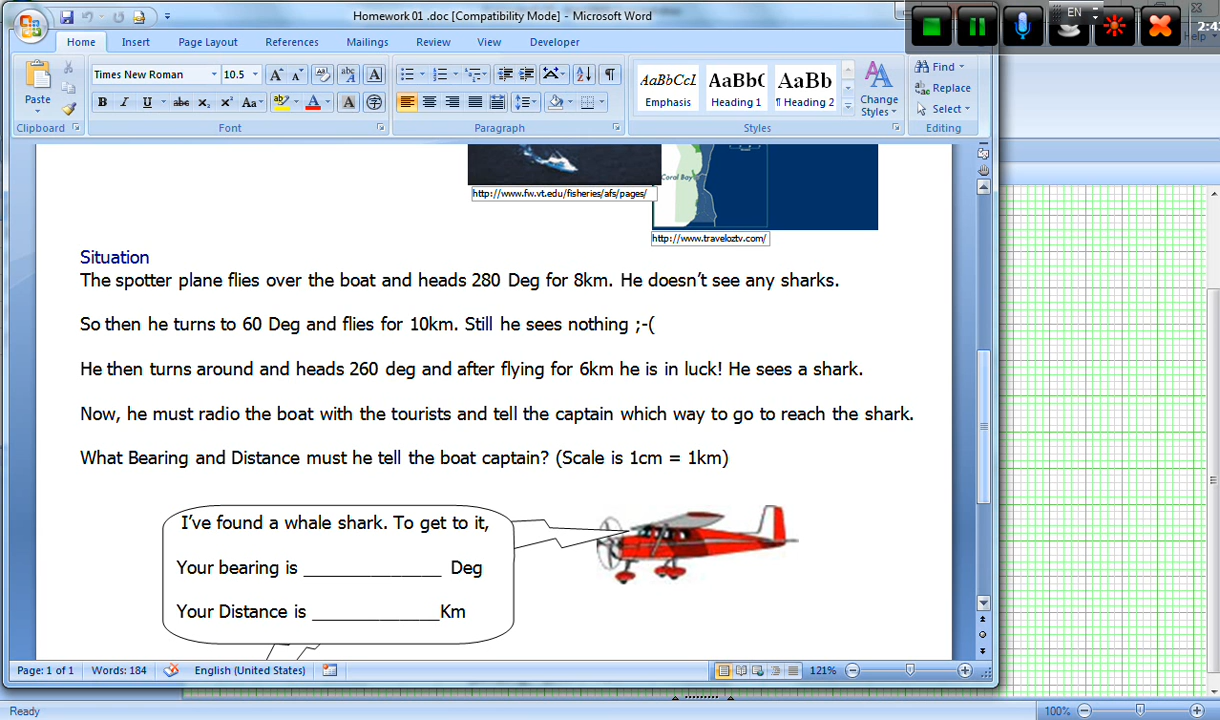 Homework 01 .doc [Compatibility Mode] - Microsoft Word
EN
2:4
Home Insert Page Layout References Mailings Review View Developer
Help
Times New Roman 10.5
AaBbCcL AaBbC AaBb
Find
Replace
Select
Paste
Emphasis Heading 1 ¶ Heading 2
Change
Styles
Clipboard Font Paragraph Styles Editing
Coral Bay
http://www.fw.vt.edu/fisheries/afs/pages/
http://www.traveloztv.com/
Situation
The spotter plane flies over the boat and heads 280 Deg for 8km. He doesn't see any sharks.
So then he turns to 60 Deg and flies for 10km. Still he sees nothing ;-(
He then turns around and heads 260 deg and after flying for 6km he is in luck! He sees a shark.
Now, he must radio the boat with the tourists and tell the captain which way to go to reach the shark.
What Bearing and Distance must he tell the boat captain? (Scale is 1cm = 1km)
I've found a whale shark. To get to it,
Your bearing is ______________ Deg
Your Distance is _____________Km
Page: 1 of 1 Words: 184 English (United States) 121%
Ready 100%